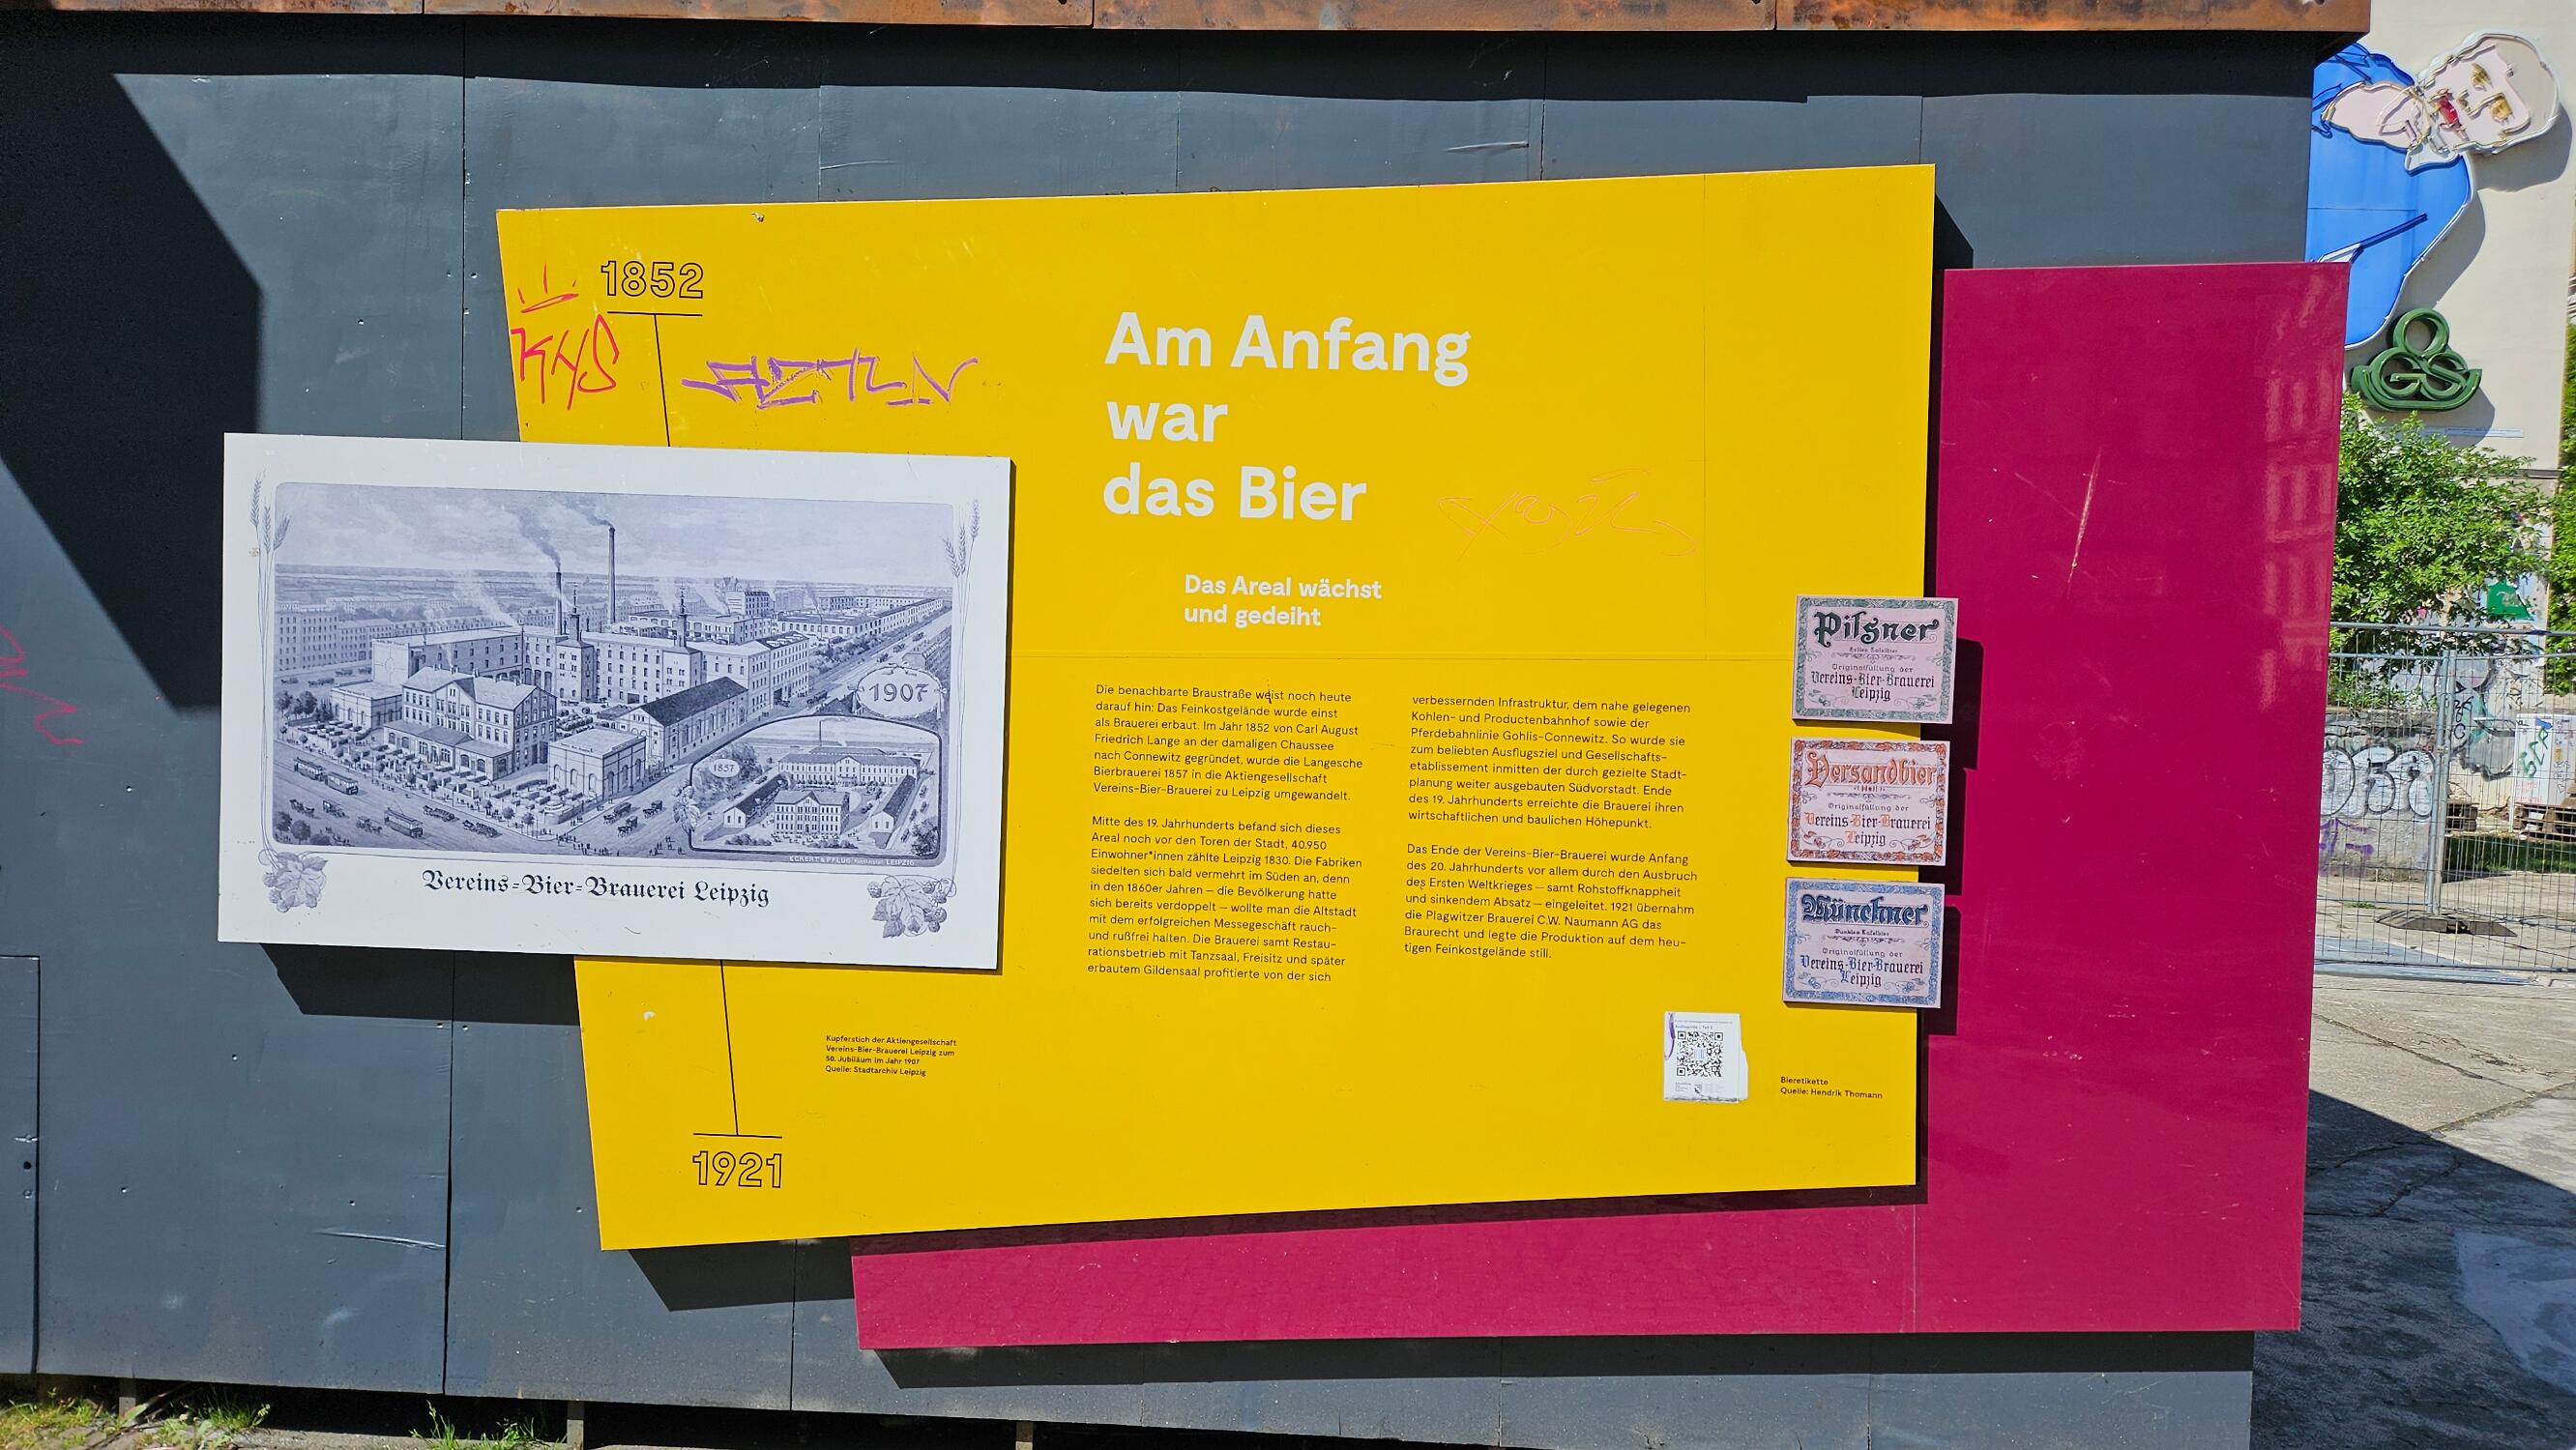 1852
KYS
Am Anfang
war
das Bier
Das Areal wächst
und gedeiht
1907
1857
ECKERT & PFLUG LEIPZIG
Vereins-Bier-Brauerei Leipzig
Die benachbarte Braustraße weist noch heute
darauf hin: Das Feinkostgelände wurde einst
als Brauerei erbaut. Im Jahr 1852 von Carl August
Friedrich Lange an der damaligen Chaussee
nach Connewitz gegründet, wurde die Langesche
Bierbrauerei 1857 in die Aktiengesellschaft
Vereins-Bier-Brauerei zu Leipzig umgewandelt.
Mitte des 19. Jahrhunderts befand sich dieses
Areal noch vor den Toren der Stadt, 40.950
Einwohner*innen zählte Leipzig 1830. Die Fabriken
siedelten sich bald vermehrt im Süden an, denn
in den 1860er Jahren – die Bevölkerung hatte
sich bereits verdoppelt – wollte man die Altstadt
mit dem erfolgreichen Messegeschäft rauch-
und rußfrei halten. Die Brauerei samt Restau-
rationsbetrieb mit Tanzsaal, Freisitz und später
erbautem Gildensaal profitierte von der sich
verbessernden Infrastruktur, dem nahe gelegenen
Kohlen- und Productenbahnhof sowie der
Pferdebahnlinie Gohlis-Connewitz. So wurde sie
zum beliebten Ausflugsziel und Gesellschafts-
etablissement inmitten der durch gezielte Stadt-
planung weiter ausgebauten Südvorstadt. Ende
des 19. Jahrhunderts erreichte die Brauerei ihren
wirtschaftlichen und baulichen Höhepunkt.
Das Ende der Vereins-Bier-Brauerei wurde Anfang
des 20. Jahrhunderts vor allem durch den Ausbruch
des Ersten Weltkrieges – samt Rohstoffknappheit
und sinkendem Absatz – eingeleitet. 1921 übernahm
die Plagwitzer Brauerei C.W. Naumann AG das
Braurecht und legte die Produktion auf dem heu-
tigen Feinkostgelände still.
Pilsner
Helles Tafelbier
Originalfüllung der
Vereins-Bier-Brauerei
Leipzig
Versandbier
Hell
Originalfüllung der
Vereins-Bier-Brauerei
Leipzig
Münchner
Dunkles Tafelbier
Originalfüllung der
Vereins-Bier-Brauerei
Leipzig
Kupferstich der Aktiengesellschaft
Vereins-Bier-Brauerei Leipzig zum
50. Jubiläum im Jahr 1907
Quelle: Stadtarchiv Leipzig
Bieretikette
Quelle: Hendrik Thomann
1921
GS